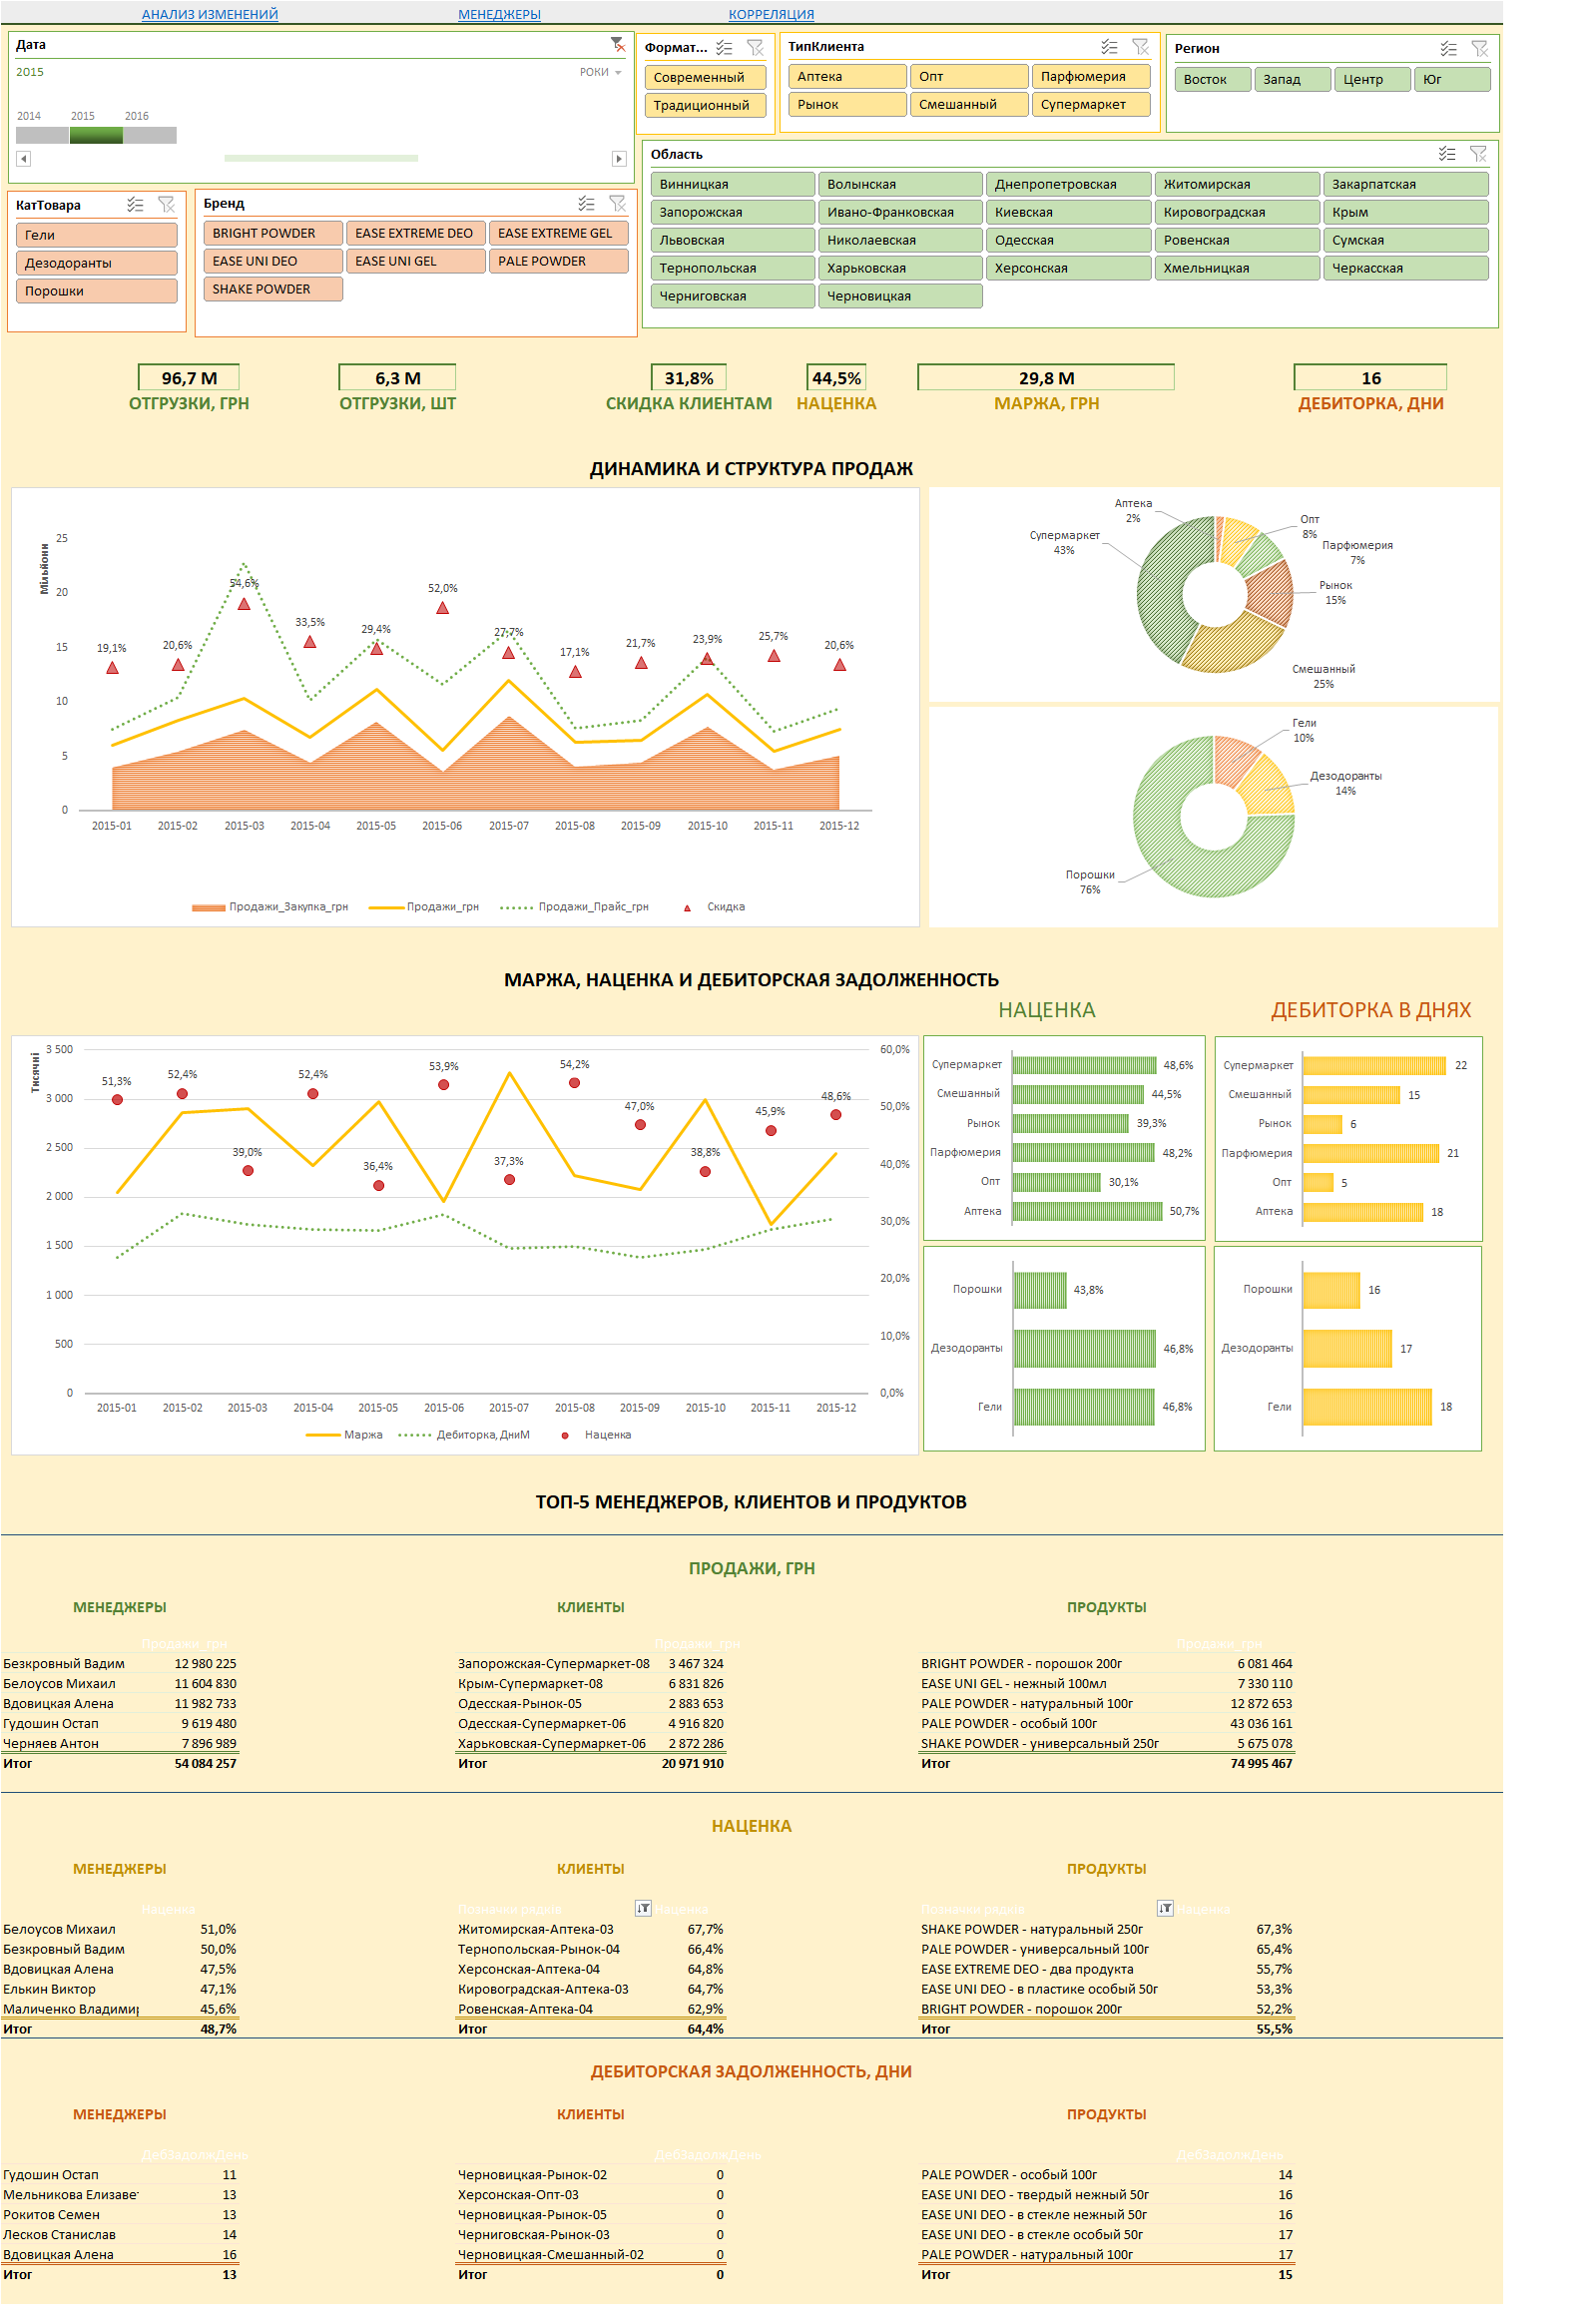 АНАЛИЗ ИЗМЕНЕНИЙ МЕНЕДЖЕРЫ КОРРЕЛЯЦИЯ
Дата
2015 РОКИ
2014 2015 2016
Формат...
Современный
Традиционный
ТипКлиента
Аптека Опт Парфюмерия
Рынок Смешанный Супермаркет
Регион
Восток Запад Центр Юг
Область
Винницкая Волынская Днепропетровская Житомирская Закарпатская
Запорожская Ивано-Франковская Киевская Кировоградская Крым
Львовская Николаевская Одесская Ровенская Сумская
Тернопольская Харьковская Херсонская Хмельницкая Черкасская
Черниговская Черновицкая
КатТовара
Гели
Дезодоранты
Порошки
Бренд
BRIGHT POWDER EASE EXTREME DEO EASE EXTREME GEL
EASE UNI DEO EASE UNI GEL PALE POWDER
SHAKE POWDER
96,7 М 6,3 М 31,8% 44,5% 29,8 М 16
ОТГРУЗКИ, ГРН ОТГРУЗКИ, ШТ СКИДКА КЛИЕНТАМ НАЦЕНКА МАРЖА, ГРН ДЕБИТОРКА, ДНИ
ДИНАМИКА И СТРУКТУРА ПРОДАЖ
Мільйони
25
20
15
10
5
0
19,1% 20,6% 54,6% 33,5% 29,4% 52,0% 27,7% 17,1% 21,7% 23,9% 25,7% 20,6%
2015-01 2015-02 2015-03 2015-04 2015-05 2015-06 2015-07 2015-08 2015-09 2015-10 2015-11 2015-12
Продажи_Закупка_грн Продажи_грн Продажи_Прайс_грн Скидка
Аптека
2%
Опт
8%
Парфюмерия
7%
Рынок
15%
Смешанный
25%
Супермаркет
43%
Гели
10%
Дезодоранты
14%
Порошки
76%
МАРЖА, НАЦЕНКА И ДЕБИТОРСКАЯ ЗАДОЛЖЕННОСТЬ
НАЦЕНКА ДЕБИТОРКА В ДНЯХ
Тисячні
3 500
3 000
2 500
2 000
1 500
1 000
500
0
60,0%
50,0%
40,0%
30,0%
20,0%
10,0%
0,0%
51,3% 52,4% 39,0% 52,4% 36,4% 53,9% 37,3% 54,2% 47,0% 38,8% 45,9% 48,6%
2015-01 2015-02 2015-03 2015-04 2015-05 2015-06 2015-07 2015-08 2015-09 2015-10 2015-11 2015-12
Маржа Дебиторка, ДниМ Наценка
Супермаркет 48,6%
Смешанный 44,5%
Рынок 39,3%
Парфюмерия 48,2%
Опт 30,1%
Аптека 50,7%
Супермаркет 22
Смешанный 15
Рынок 6
Парфюмерия 21
Опт 5
Аптека 18
Порошки 43,8%
Дезодоранты 46,8%
Гели 46,8%
Порошки 16
Дезодоранты 17
Гели 18
ТОП-5 МЕНЕДЖЕРОВ, КЛИЕНТОВ И ПРОДУКТОВ
ПРОДАЖИ, ГРН
МЕНЕДЖЕРЫ КЛИЕНТЫ ПРОДУКТЫ
Продажи_грн Продажи_грн Продажи_грн
Безкровный Вадим 12 980 225 Запорожская-Супермаркет-08 3 467 324 BRIGHT POWDER - порошок 200г 6 081 464
Белоусов Михаил 11 604 830 Крым-Супермаркет-08 6 831 826 EASE UNI GEL - нежный 100мл 7 330 110
Вдовицкая Алена 11 982 733 Одесская-Рынок-05 2 883 653 PALE POWDER - натуральный 100г 12 872 653
Гудошин Остап 9 619 480 Одесская-Супермаркет-06 4 916 820 PALE POWDER - особый 100г 43 036 161
Черняев Антон 7 896 989 Харьковская-Супермаркет-06 2 872 286 SHAKE POWDER - универсальный 250г 5 675 078
Итог 54 084 257 Итог 20 971 910 Итог 74 995 467
НАЦЕНКА
МЕНЕДЖЕРЫ КЛИЕНТЫ ПРОДУКТЫ
Наценка Позначки рядків Наценка Позначки рядків Наценка
Белоусов Михаил 51,0% Житомирская-Аптека-03 67,7% SHAKE POWDER - натуральный 250г 67,3%
Безкровный Вадим 50,0% Тернопольская-Рынок-04 66,4% PALE POWDER - универсальный 100г 65,4%
Вдовицкая Алена 47,5% Херсонская-Аптека-04 64,8% EASE EXTREME DEO - два продукта 55,7%
Елькин Виктор 47,1% Кировоградская-Аптека-03 64,7% EASE UNI DEO - в пластике особый 50г 53,3%
Маличенко Владимир 45,6% Ровенская-Аптека-04 62,9% BRIGHT POWDER - порошок 200г 52,2%
Итог 48,7% Итог 64,4% Итог 55,5%
ДЕБИТОРСКАЯ ЗАДОЛЖЕННОСТЬ, ДНИ
МЕНЕДЖЕРЫ КЛИЕНТЫ ПРОДУКТЫ
ДебЗадолжДень ДебЗадолжДень ДебЗадолжДень
Гудошин Остап 11 Черновицкая-Рынок-02 0 PALE POWDER - особый 100г 14
Мельникова Елизавет 13 Херсонская-Опт-03 0 EASE UNI DEO - твердый нежный 50г 16
Рокитов Семен 13 Черновицкая-Рынок-05 0 EASE UNI DEO - в стекле нежный 50г 16
Лесков Станислав 14 Черниговская-Рынок-03 0 EASE UNI DEO - в стекле особый 50г 17
Вдовицкая Алена 16 Черновицкая-Смешанный-02 0 PALE POWDER - натуральный 100г 17
Итог 13 Итог 0 Итог 15